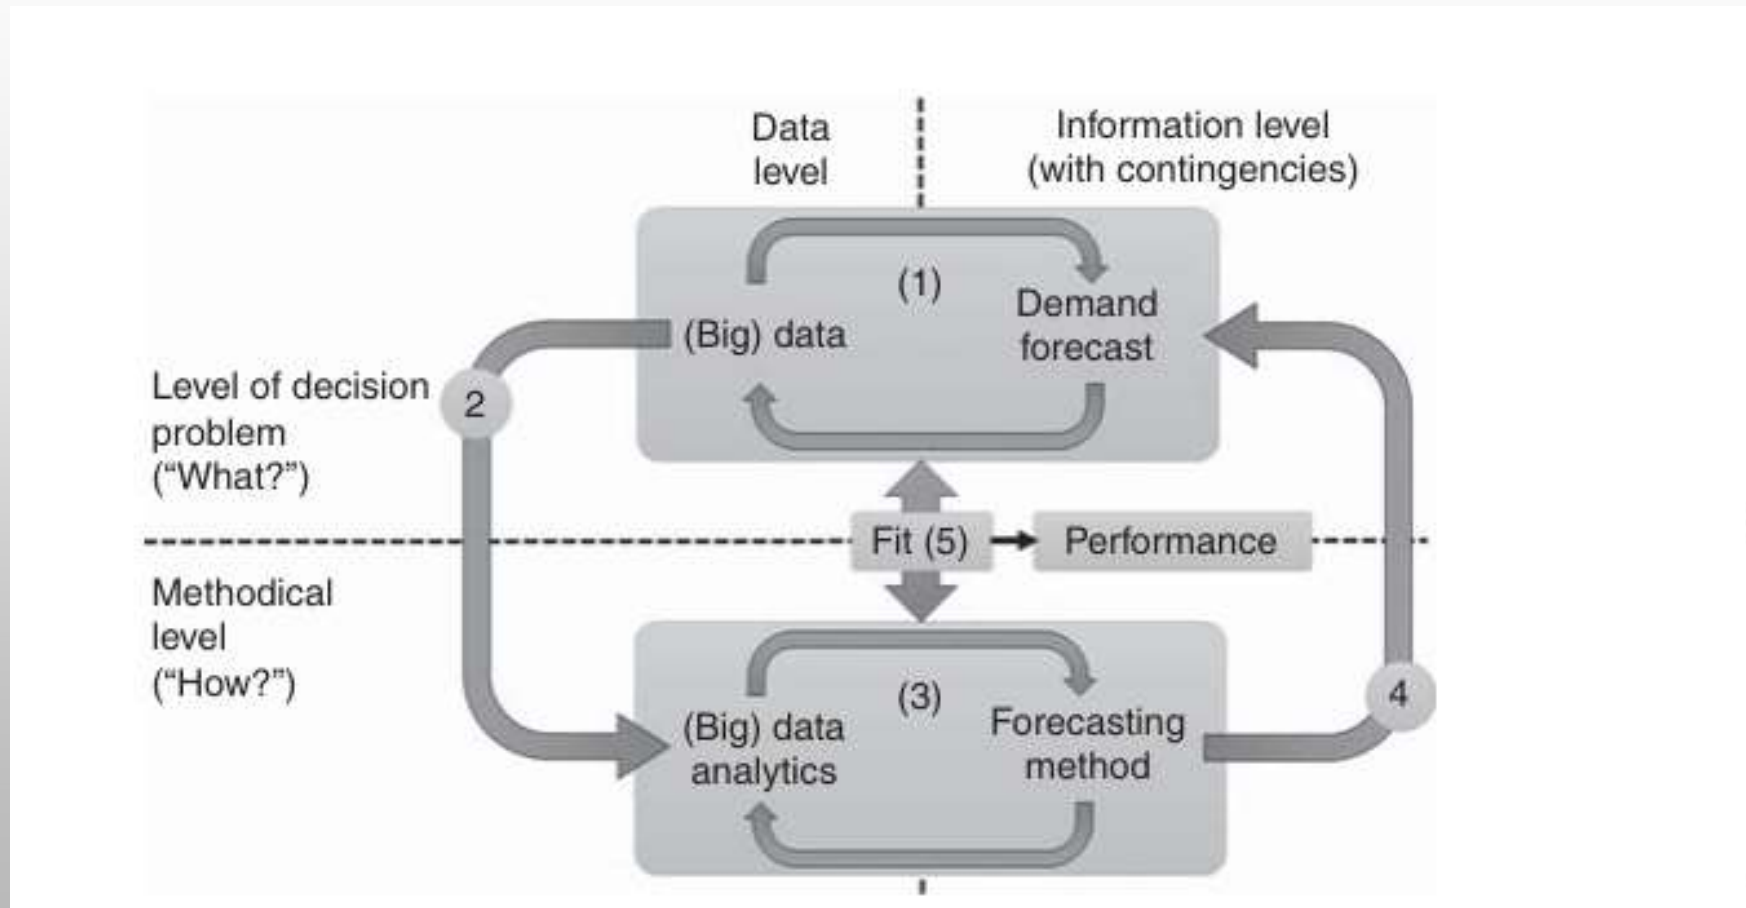 Data
level
Information level
(with contingencies)
(1)
(Big) data
Demand
forecast
Level of decision
problem
(“What?”)
2
Fit (5)
Performance
Methodical
level
(“How?”)
(3)
(Big) data
analytics
Forecasting
method
4